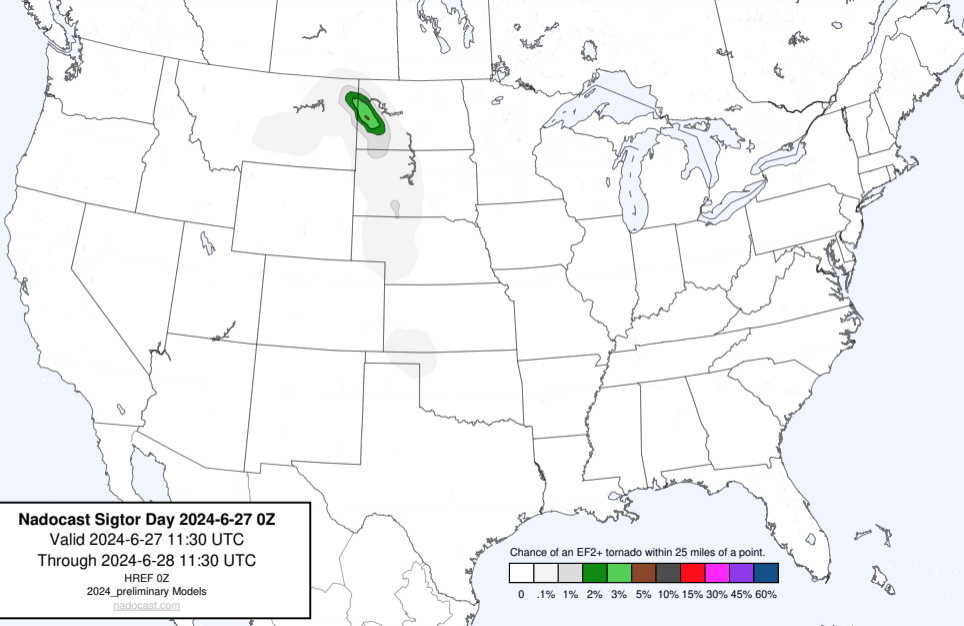 Nadocast Sigtor Day 2024-6-27 0Z
Valid 2024-6-27 11:30 UTC
Through 2024-6-28 11:30 UTC
HREF 0Z
2024_preliminary Models
nadocast.com
Chance of an EF2+ tornado within 25 miles of a point.
0 .1% 1% 2% 3% 5% 10% 15% 30% 45% 60%